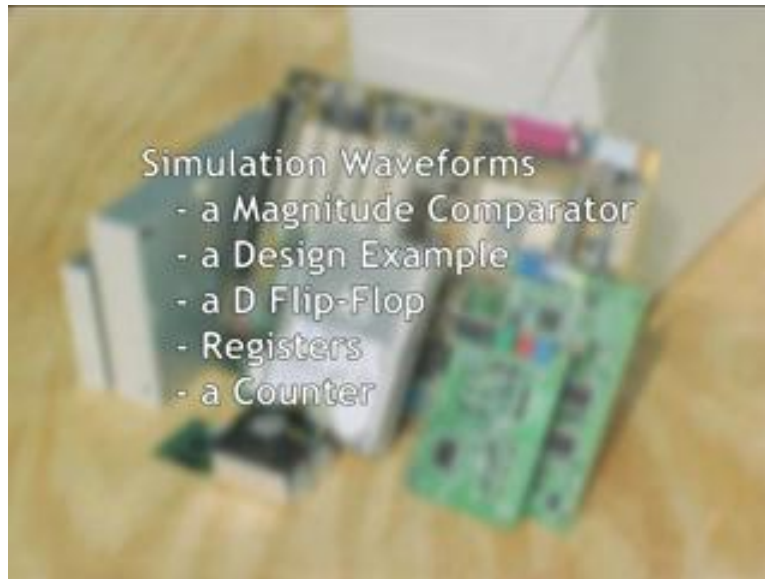 Simulation Waveforms
- a Magnitude Comparator
- a Design Example
- a D Flip-Flop
- Registers
- a Counter